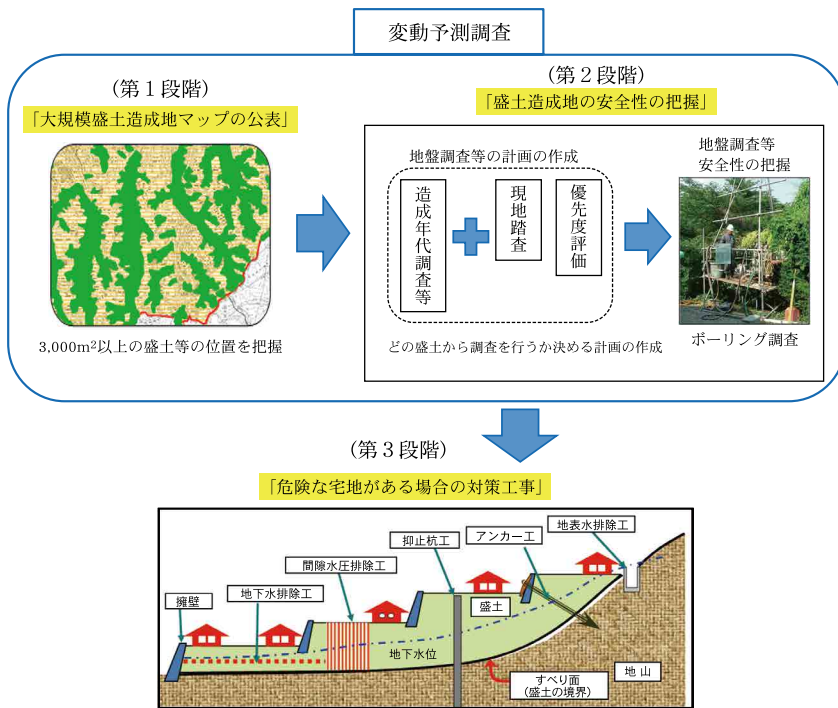 変動予測調査
(第1段階)
「大規模盛土造成地マップの公表」
3,000m²以上の盛土等の位置を把握
(第2段階)
「盛土造成地の安全性の把握」
地盤調査等の計画の作成
造成年代調査等
現地踏査
優先度評価
どの盛土から調査を行うか決める計画の作成
地盤調査等
安全性の把握
ボーリング調査
(第3段階)
「危険な宅地がある場合の対策工事」
擁壁
地下水排除工
間隙水圧排除工
抑止杭工
アンカー工
地表水排除工
盛土
地下水位
すべり面
(盛土の境界)
地山